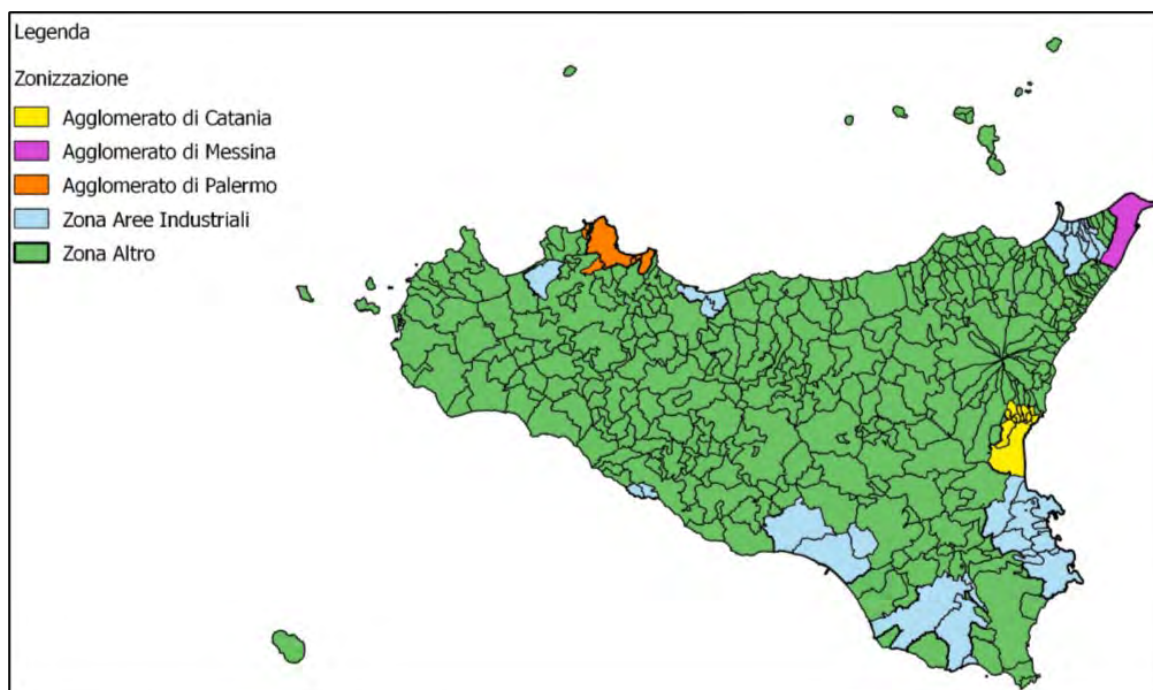 Legenda
Zonizzazione
Agglomerato di Catania
Agglomerato di Messina
Agglomerato di Palermo
Zona Aree Industriali
Zona Altro